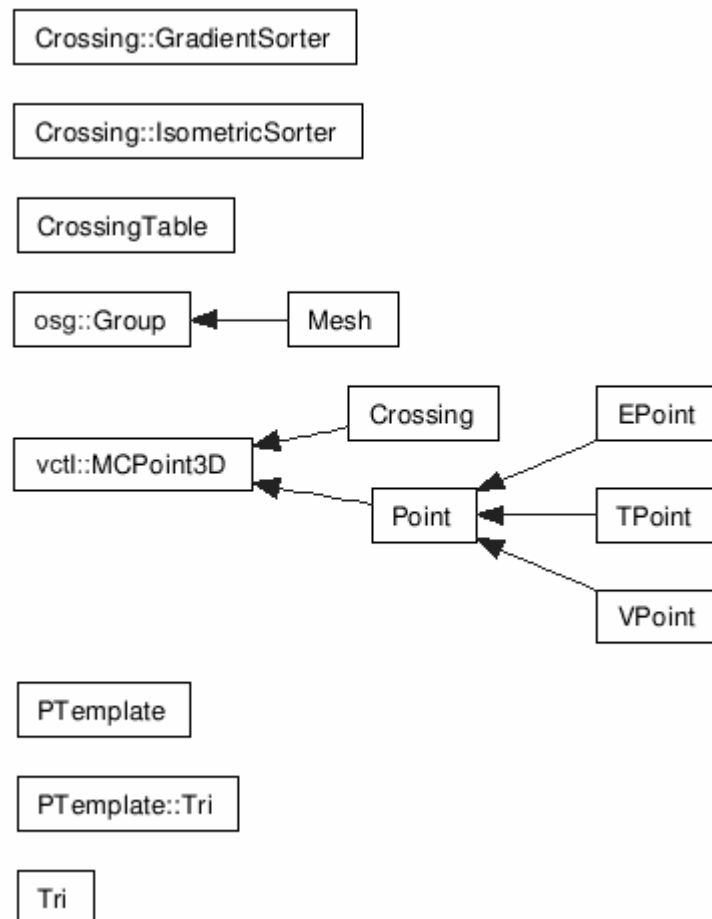 Crossing::GradientSorter
Crossing::IsometricSorter
CrossingTable
osg::Group
Mesh
Crossing
EPoint
vctl::MCPoint3D
Point
TPoint
VPoint
PTemplate
PTemplate::Tri
Tri